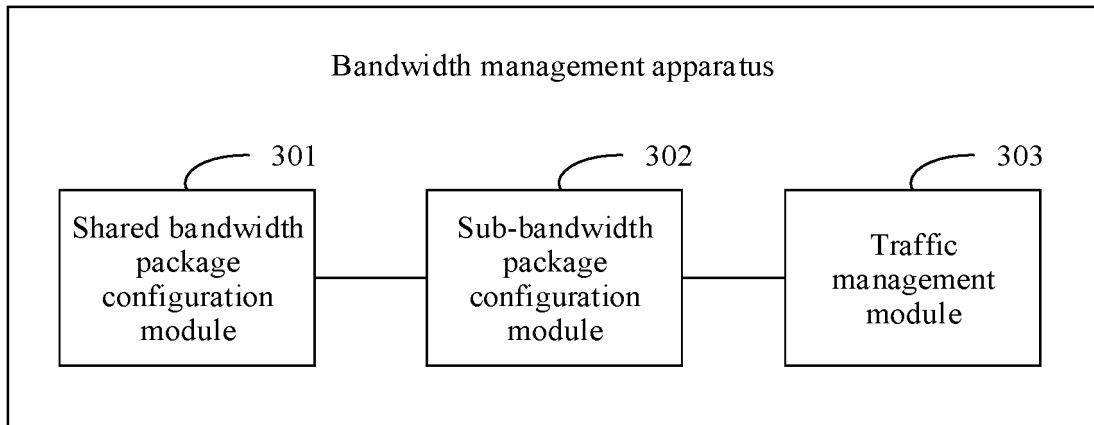 Bandwidth management apparatus
301
302
303
Shared bandwidth
package
configuration
module
Sub-bandwidth
package
configuration
module
Traffic
management
module